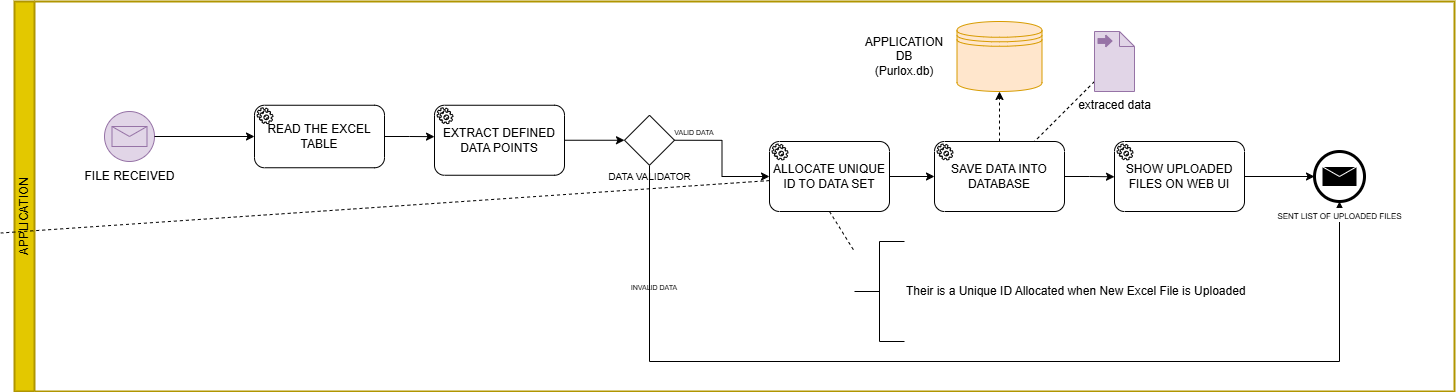 APPLICATION
FILE RECEIVED
READ THE EXCEL
TABLE
EXTRACT DEFINED
DATA POINTS
DATA VALIDATOR
VALID DATA
INVALID DATA
ALLOCATE UNIQUE
ID TO DATA SET
Their is a Unique ID Allocated when New Excel File is Uploaded
SAVE DATA INTO
DATABASE
APPLICATION
DB
(Purlox.db)
extraced data
SHOW UPLOADED
FILES ON WEB UI
SENT LIST OF UPLOADED FILES